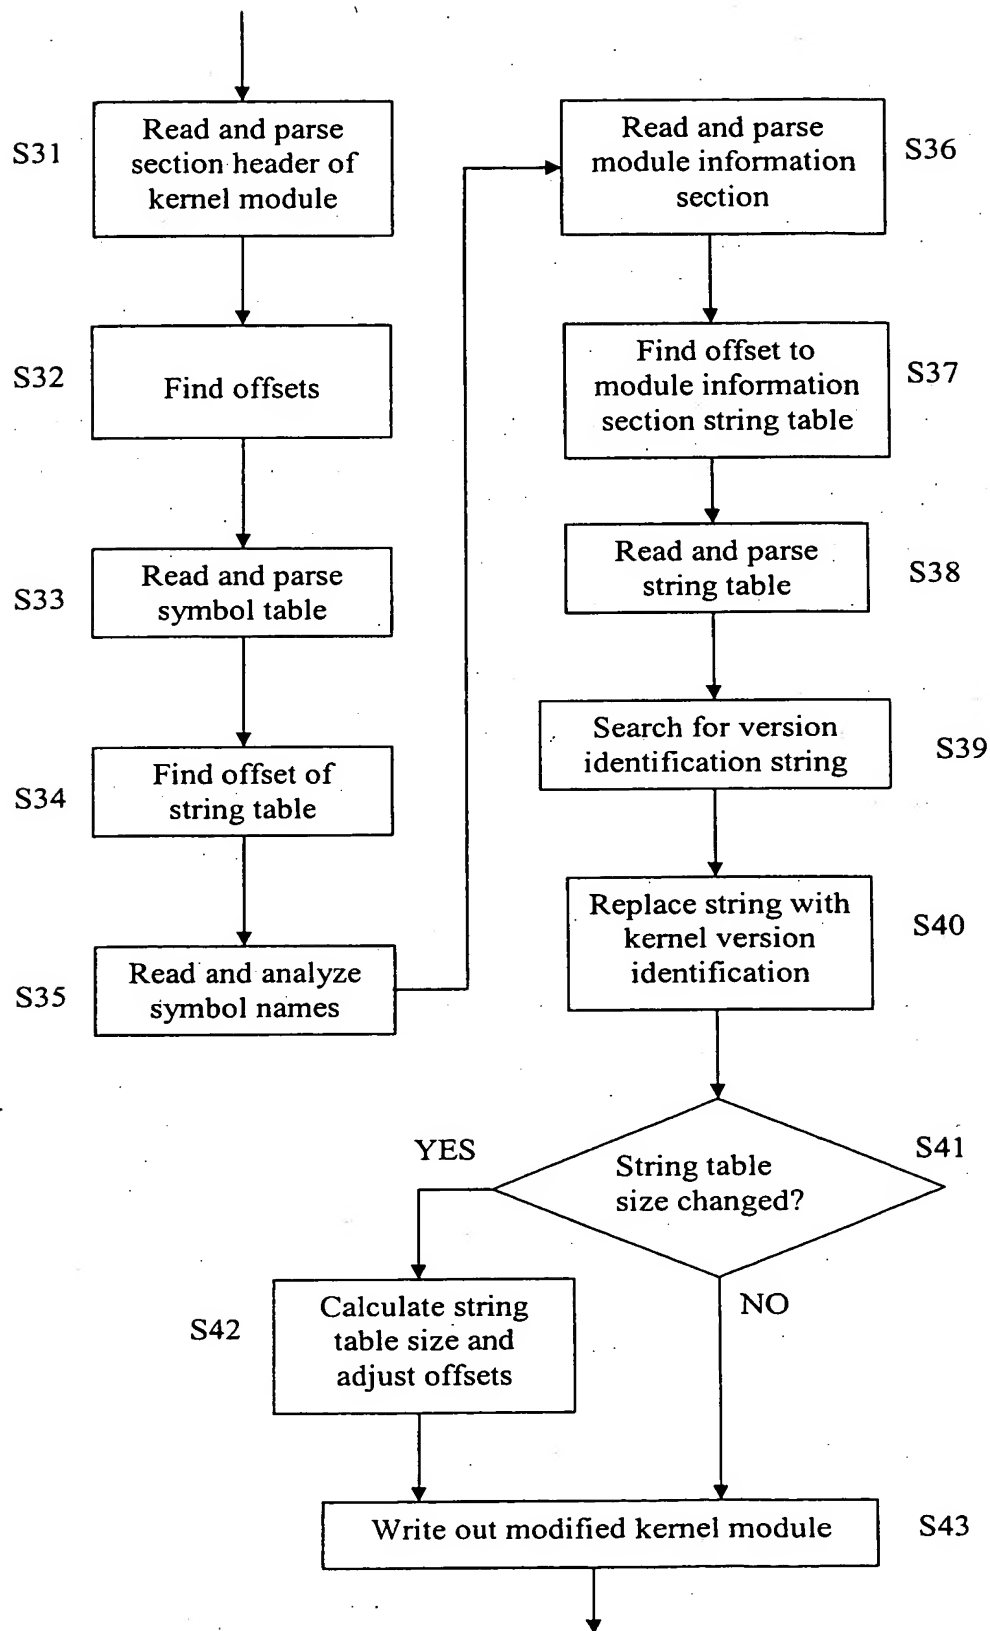 S31
Read and parse
section header of
kernel module
S32
Find offsets
S33
Read and parse
symbol table
S34
Find offset of
string table
S35
Read and analyze
symbol names
Read and parse
module information
section
S36
Find offset to
module information
section string table
S37
Read and parse
string table
S38
Search for version
identification string
S39
Replace string with
kernel version
identification
S40
String table
size changed?
S41
YES
NO
S42
Calculate string
table size and
adjust offsets
Write out modified kernel module
S43